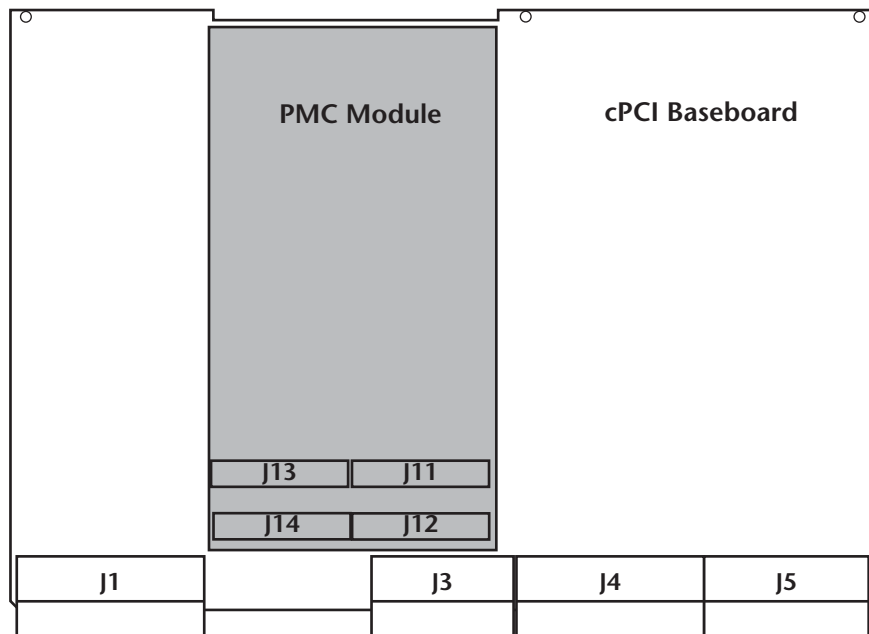 PMC Module
cPCI Baseboard
J13
J11
J14
J12
J1
J3
J4
J5